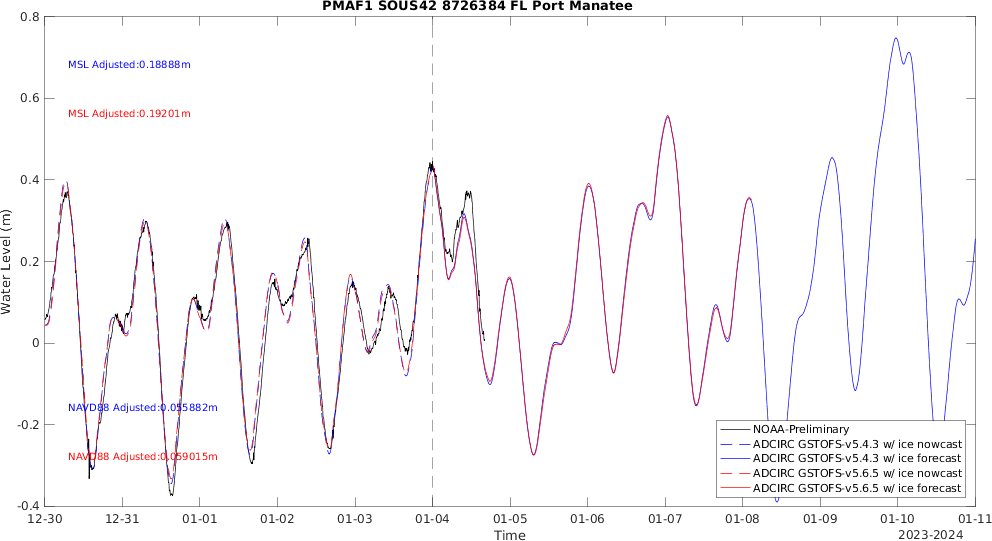 PMAF1 SOUS42 8726384 FL Port Manatee
0.8
0.6
0.4
0.2
0
-0.2
-0.4
Water Level (m)
MSL Adjusted:0.18888m
MSL Adjusted:0.19201m
NAVD88 Adjusted:0.055882m
NAVD88 Adjusted:0.059015m
NOAA-Preliminary
ADCIRC GSTOFS-v5.4.3 w/ ice nowcast
ADCIRC GSTOFS-v5.4.3 w/ ice forecast
ADCIRC GSTOFS-v5.6.5 w/ ice nowcast
ADCIRC GSTOFS-v5.6.5 w/ ice forecast
12-30 12-31 01-01 01-02 01-03 01-04 01-05 01-06 01-07 01-08 01-09 01-10 01-11
Time
2023-2024